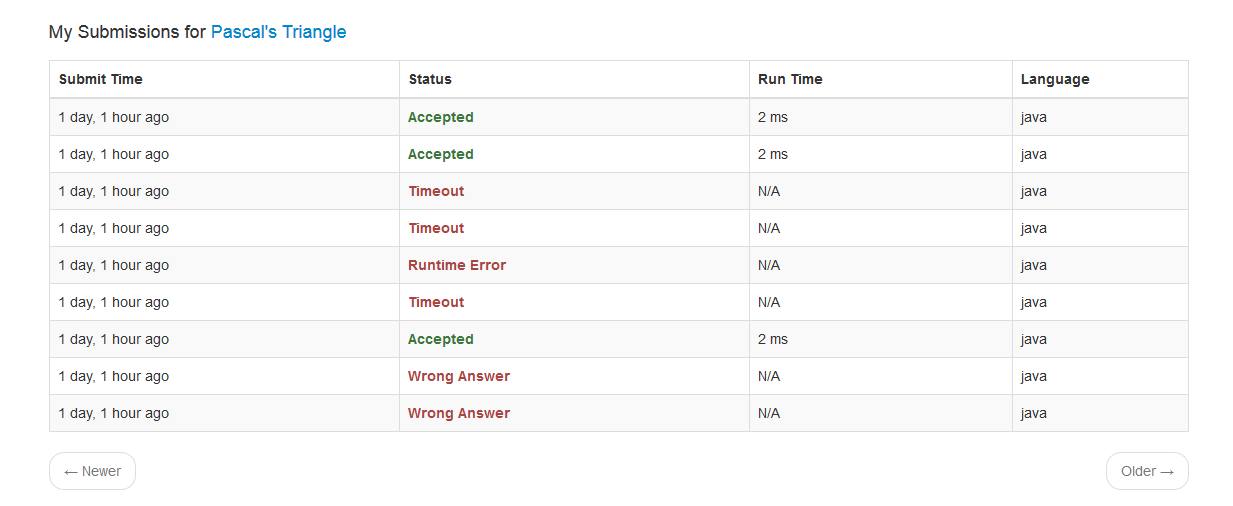 My Submissions for Pascal's Triangle
Submit Time Status Run Time Language
1 day, 1 hour ago Accepted 2 ms java
1 day, 1 hour ago Accepted 2 ms java
1 day, 1 hour ago Timeout N/A java
1 day, 1 hour ago Timeout N/A java
1 day, 1 hour ago Runtime Error N/A java
1 day, 1 hour ago Timeout N/A java
1 day, 1 hour ago Accepted 2 ms java
1 day, 1 hour ago Wrong Answer N/A java
1 day, 1 hour ago Wrong Answer N/A java
← Newer Older →